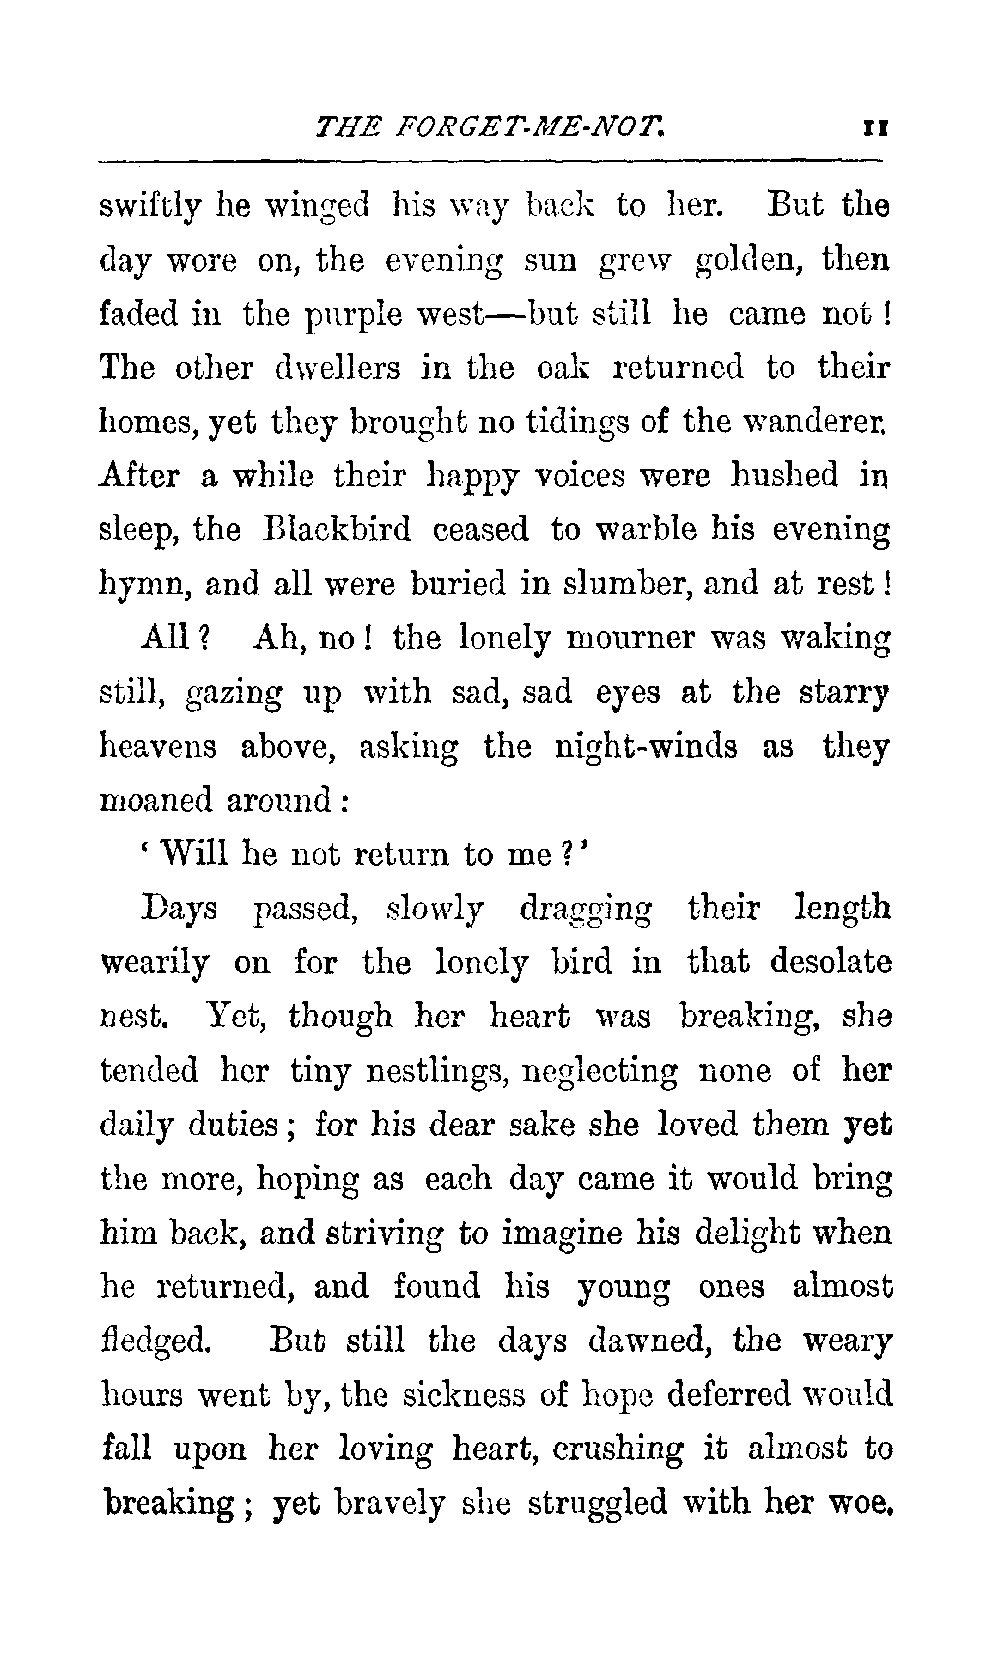 THE FORGET-ME-NOT. 11
swiftly he winged his way back to her. But the
day wore on, the evening sun grew golden, then
faded in the purple west—but still he came not!
The other dwellers in the oak returned to their
homes, yet they brought no tidings of the wanderer.
After a while their happy voices were hushed in
sleep, the Blackbird ceased to warble his evening
hymn, and all were buried in slumber, and at rest!
All? Ah, no! the lonely mourner was waking
still, gazing up with sad, sad eyes at the starry
heavens above, asking the night-winds as they
moaned around:
‘Will he not return to me?’
Days passed, slowly dragging their length
wearily on for the lonely bird in that desolate
nest. Yet, though her heart was breaking, she
tended her tiny nestlings, neglecting none of her
daily duties; for his dear sake she loved them yet
the more, hoping as each day came it would bring
him back, and striving to imagine his delight when
he returned, and found his young ones almost
fledged. But still the days dawned, the weary
hours went by, the sickness of hope deferred would
fall upon her loving heart, crushing it almost to
breaking; yet bravely she struggled with her woe.